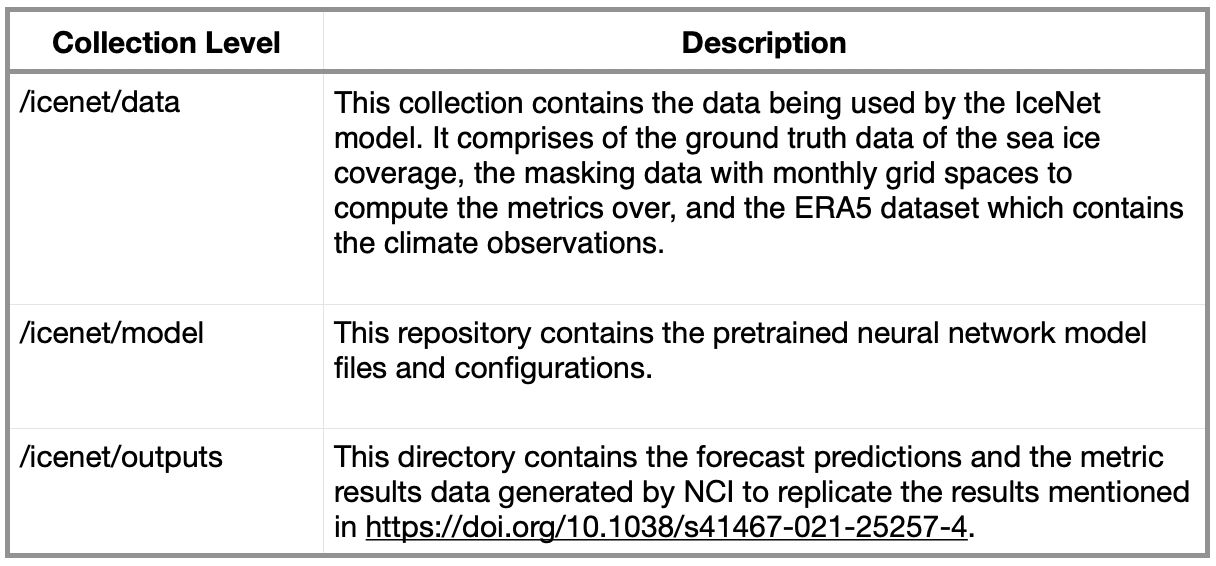 Collection Level
Description
/icenet/data
This collection contains the data being used by the IceNet
model. It comprises of the ground truth data of the sea ice
coverage, the masking data with monthly grid spaces to
compute the metrics over, and the ERA5 dataset which contains
the climate observations.
/icenet/model
This repository contains the pretrained neural network model
files and configurations.
/icenet/outputs
This directory contains the forecast predictions and the metric
results data generated by NCI to replicate the results mentioned
in https://doi.org/10.1038/s41467-021-25257-4.